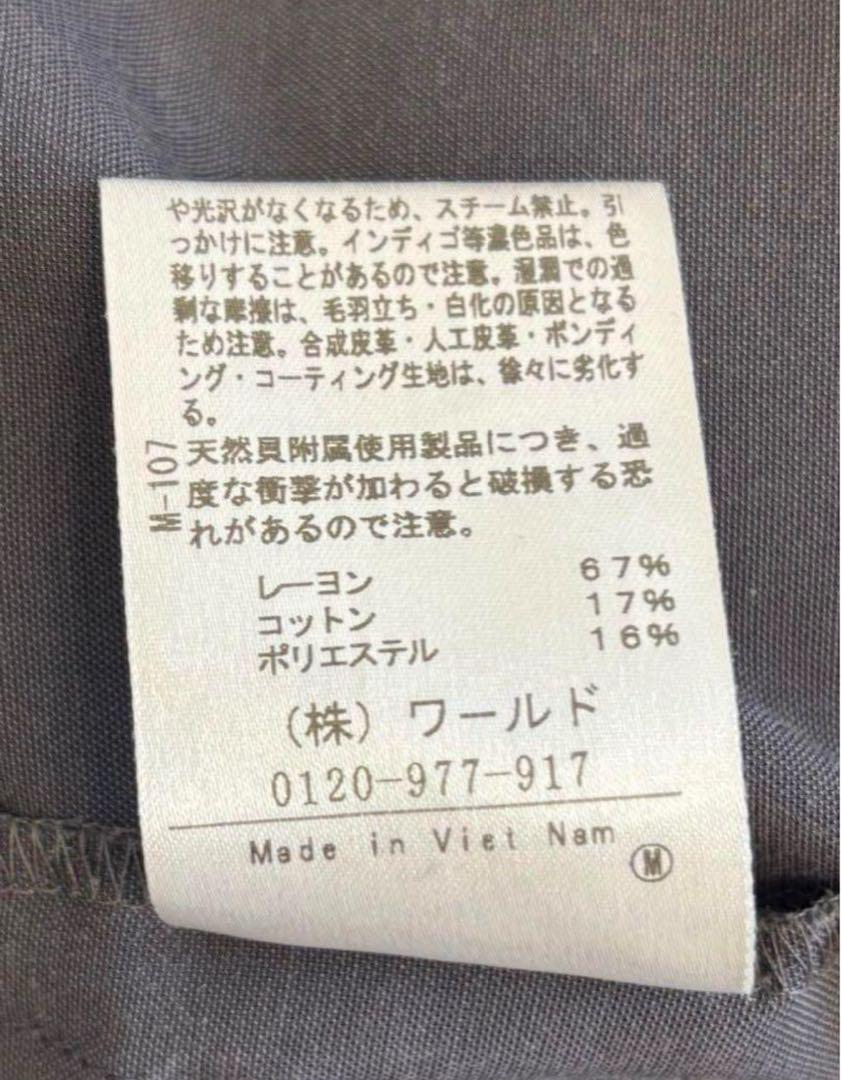 や光沢がなくなるため、スチーム禁止。引
っかけに注意。インディゴ等濃色品は、色
移りすることがあるので注意。湿潤での過
剰な摩擦は、毛羽立ち・白化の原因となる
ため注意。合成皮革・人工皮革・ボンディ
ング・コーティング生地は、徐々に劣化す
る。
M-107
天然貝附属使用製品につき、過
度な衝撃が加わると破損する恐
れがあるので注意。
レーヨン 67%
コットン 17%
ポリエステル 16%
(株) ワールド
0120-977-917
Made in Viet Nam
M